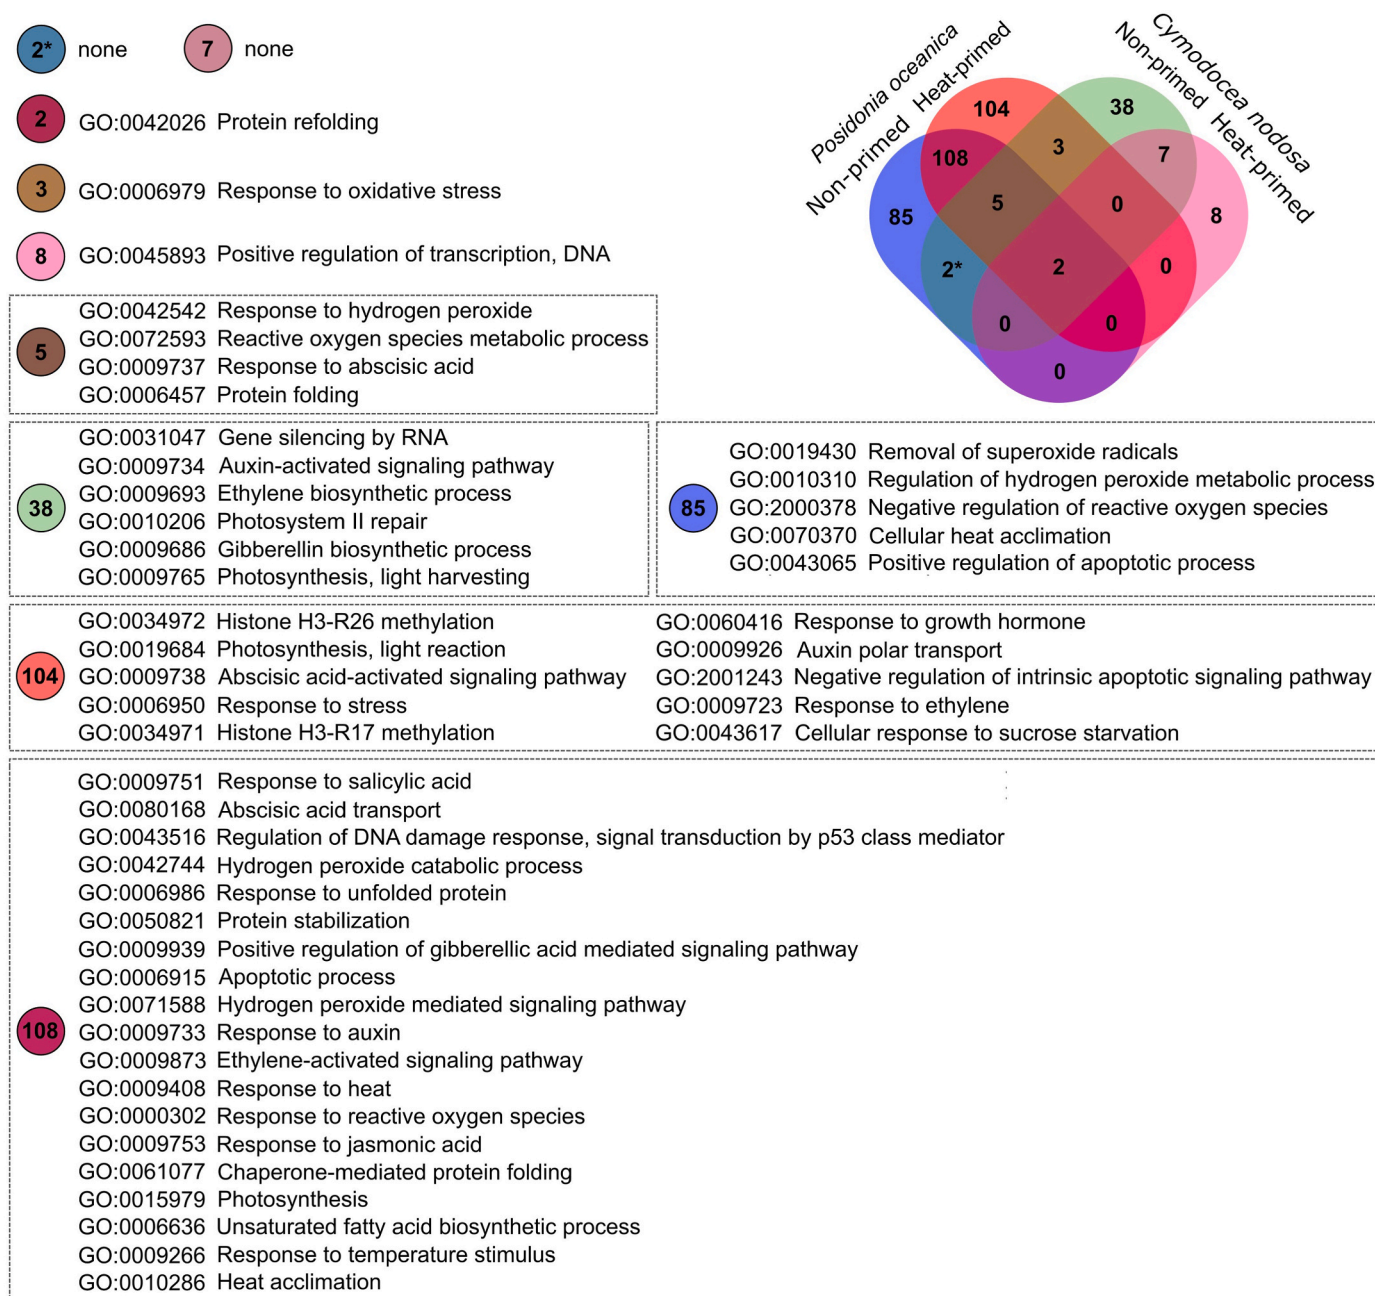 2* none
7 none
2 GO:0042026 Protein refolding
3 GO:0006979 Response to oxidative stress
8 GO:0045893 Positive regulation of transcription, DNA
Posidonia oceanica
Non-primed
Heat-primed
Cymodocea nodosa
Non-primed
Heat-primed
104
38
108
3
7
85
5
0
8
2*
2
0
0
0
0
GO:0042542 Response to hydrogen peroxide
GO:0072593 Reactive oxygen species metabolic process
5
GO:0009737 Response to abscisic acid
GO:0006457 Protein folding
GO:0031047 Gene silencing by RNA
GO:0009734 Auxin-activated signaling pathway
GO:0009693 Ethylene biosynthetic process
38
GO:0010206 Photosystem II repair
GO:0009686 Gibberellin biosynthetic process
GO:0009765 Photosynthesis, light harvesting
GO:0019430 Removal of superoxide radicals
GO:0010310 Regulation of hydrogen peroxide metabolic process
85 GO:2000378 Negative regulation of reactive oxygen species
GO:0070370 Cellular heat acclimation
GO:0043065 Positive regulation of apoptotic process
GO:0034972 Histone H3-R26 methylation
GO:0019684 Photosynthesis, light reaction
104 GO:0009738 Abscisic acid-activated signaling pathway
GO:0006950 Response to stress
GO:0034971 Histone H3-R17 methylation
GO:0060416 Response to growth hormone
GO:0009926 Auxin polar transport
GO:2001243 Negative regulation of intrinsic apoptotic signaling pathway
GO:0009723 Response to ethylene
GO:0043617 Cellular response to sucrose starvation
GO:0009751 Response to salicylic acid
GO:0080168 Abscisic acid transport
GO:0043516 Regulation of DNA damage response, signal transduction by p53 class mediator
GO:0042744 Hydrogen peroxide catabolic process
GO:0006986 Response to unfolded protein
GO:0050821 Protein stabilization
GO:0009939 Positive regulation of gibberellic acid mediated signaling pathway
GO:0006915 Apoptotic process
GO:0071588 Hydrogen peroxide mediated signaling pathway
108 GO:0009733 Response to auxin
GO:0009873 Ethylene-activated signaling pathway
GO:0009408 Response to heat
GO:0000302 Response to reactive oxygen species
GO:0009753 Response to jasmonic acid
GO:0061077 Chaperone-mediated protein folding
GO:0015979 Photosynthesis
GO:0006636 Unsaturated fatty acid biosynthetic process
GO:0009266 Response to temperature stimulus
GO:0010286 Heat acclimation